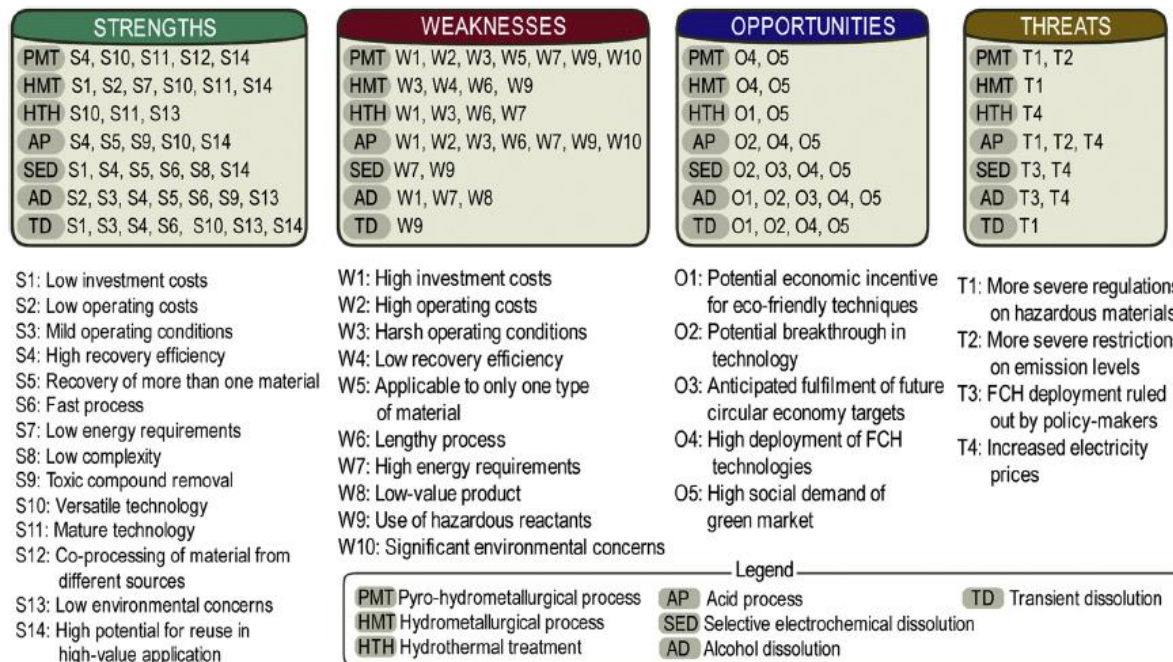 STRENGTHS
PMT S4, S10, S11, S12, S14
HMT S1, S2, S7, S10, S11, S14
HTH S10, S11, S13
AP S4, S5, S9, S10, S14
SED S1, S4, S5, S6, S8, S14
AD S2, S3, S4, S5, S6, S9, S13
TD S1, S3, S4, S6, S10, S13, S14
WEAKNESSES
PMT W1, W2, W3, W5, W7, W9, W10
HMT W3, W4, W6, W9
HTH W1, W3, W6, W7
AP W1, W2, W3, W6, W7, W9, W10
SED W7, W9
AD W1, W7, W8
TD W9
OPPORTUNITIES
PMT O4, O5
HMT O4, O5
HTH O1, O5
AP O2, O4, O5
SED O2, O3, O4, O5
AD O1, O2, O3, O4, O5
TD O1, O2, O4, O5
THREATS
PMT T1, T2
HMT T1
HTH T4
AP T1, T2, T4
SED T3, T4
AD T3, T4
TD T1
S1: Low investment costs
S2: Low operating costs
S3: Mild operating conditions
S4: High recovery efficiency
S5: Recovery of more than one material
S6: Fast process
S7: Low energy requirements
S8: Low complexity
S9: Toxic compound removal
S10: Versatile technology
S11: Mature technology
S12: Co-processing of material from
different sources
S13: Low environmental concerns
S14: High potential for reuse in
high-value application
W1: High investment costs
W2: High operating costs
W3: Harsh operating conditions
W4: Low recovery efficiency
W5: Applicable to only one type
of material
W6: Lengthy process
W7: High energy requirements
W8: Low-value product
W9: Use of hazardous reactants
W10: Significant environmental concerns
O1: Potential economic incentive
for eco-friendly techniques
O2: Potential breakthrough in
technology
O3: Anticipated fulfilment of future
circular economy targets
O4: High deployment of FCH
technologies
O5: High social demand of
green market
T1: More severe regulations
on hazardous materials
T2: More severe restriction
on emission levels
T3: FCH deployment ruled
out by policy-makers
T4: Increased electricity
prices
Legend
PMT Pyro-hydrometallurgical process
HMT Hydrometallurgical process
HTH Hydrothermal treatment
AP Acid process
SED Selective electrochemical dissolution
AD Alcohol dissolution
TD Transient dissolution